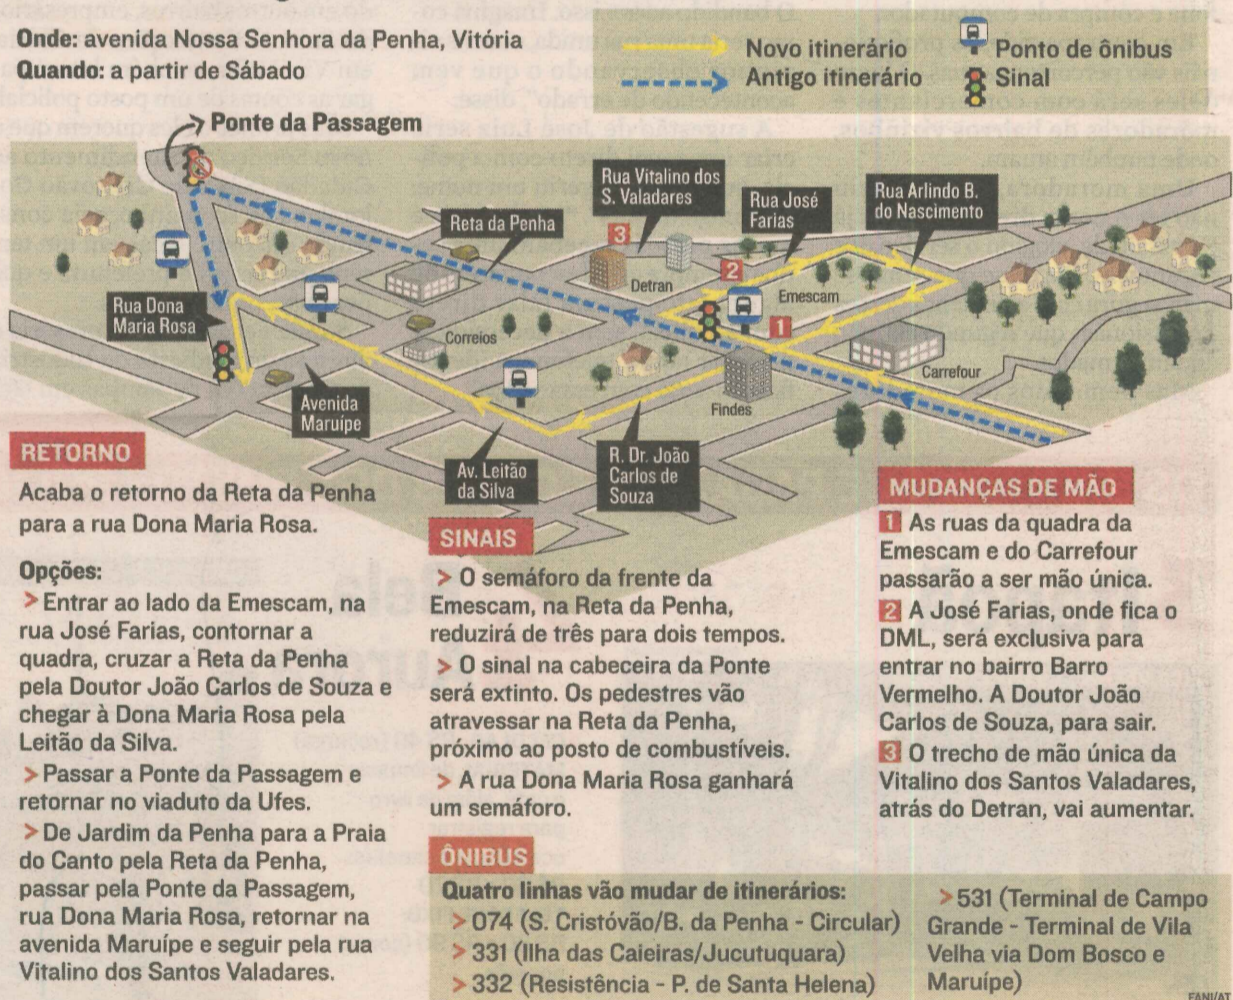 Onde: avenida Nossa Senhora da Penha, Vitória
Quando: a partir de Sábado
Novo itinerário
Antigo itinerário
Ponto de ônibus
Sinal
Ponte da Passagem
Reta da Penha
Rua Vitalino dos
S. Valadares
Rua José
Farias
Rua Arlindo B.
do Nascimento
3
2
1
Detran
Emescam
Rua Dona
Maria Rosa
Correios
Carrefour
Findes
Avenida
Maruípe
Av. Leitão
da Silva
R. Dr. João
Carlos de
Souza
RETORNO
Acaba o retorno da Reta da Penha
para a rua Dona Maria Rosa.
Opções:
> Entrar ao lado da Emescam, na
rua José Farias, contornar a
quadra, cruzar a Reta da Penha
pela Doutor João Carlos de Souza e
chegar à Dona Maria Rosa pela
Leitão da Silva.
> Passar a Ponte da Passagem e
retornar no viaduto da Ufes.
> De Jardim da Penha para a Praia
do Canto pela Reta da Penha,
passar pela Ponte da Passagem,
rua Dona Maria Rosa, retornar na
avenida Maruípe e seguir pela rua
Vitalino dos Santos Valadares.
SINAIS
> O semáforo da frente da
Emescam, na Reta da Penha,
reduzirá de três para dois tempos.
> O sinal na cabeceira da Ponte
será extinto. Os pedestres vão
atravessar na Reta da Penha,
próximo ao posto de combustíveis.
> A rua Dona Maria Rosa ganhará
um semáforo.
MUDANÇAS DE MÃO
1 As ruas da quadra da
Emescam e do Carrefour
passarão a ser mão única.
2 A José Farias, onde fica o
DML, será exclusiva para
entrar no bairro Barro
Vermelho. A Doutor João
Carlos de Souza, para sair.
3 O trecho de mão única da
Vitalino dos Santos Valadares,
atrás do Detran, vai aumentar.
ÔNIBUS
Quatro linhas vão mudar de itinerários:
> 074 (S. Cristóvão/B. da Penha - Circular)
> 331 (Ilha das Caieiras/Jucutuquara)
> 332 (Resistência - P. de Santa Helena)
> 531 (Terminal de Campo
Grande - Terminal de Vila
Velha via Dom Bosco e
Maruípe)
FANI/AT